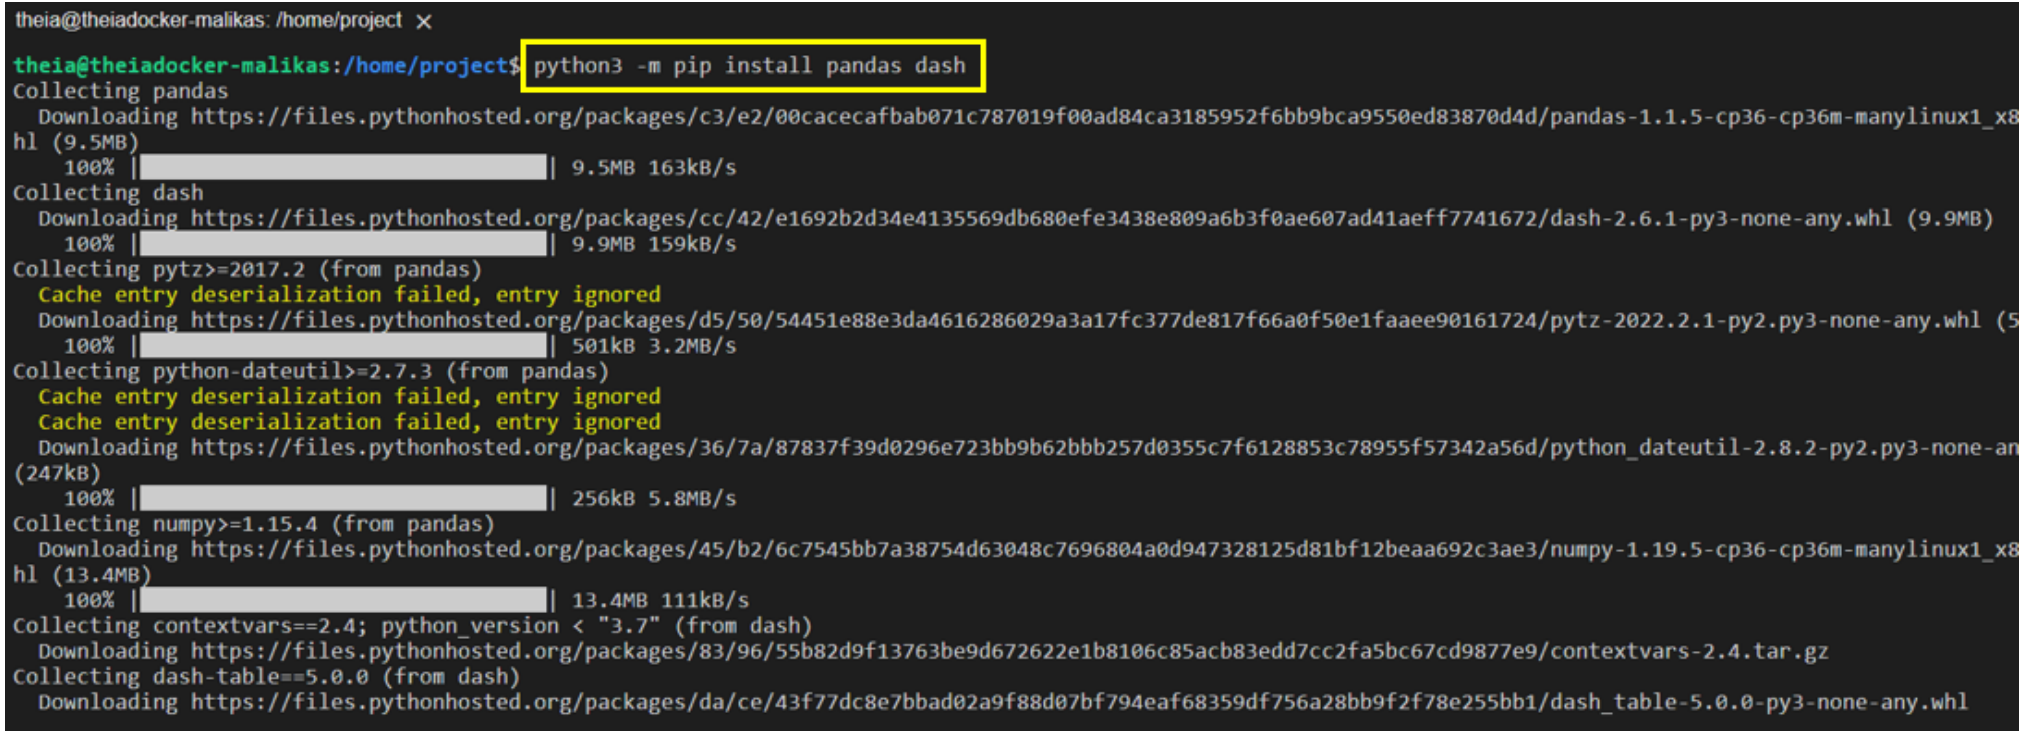 theia@theiadocker-malikas: /home/project ×
theia@theiadocker-malikas:/home/project$ python3 -m pip install pandas dash
Collecting pandas
Downloading https://files.pythonhosted.org/packages/c3/e2/00cacecafbab071c787019f00ad84ca3185952f6bb9bca9550ed83870d4d/pandas-1.1.5-cp36-cp36m-manylinux1_x8
hl (9.5MB)
100% | | 9.5MB 163kB/s
Collecting dash
Downloading https://files.pythonhosted.org/packages/cc/42/e1692b2d34e4135569db680efe3438e809a6b3f0ae607ad41aeff7741672/dash-2.6.1-py3-none-any.whl (9.9MB)
100% | | 9.9MB 159kB/s
Collecting pytz>=2017.2 (from pandas)
Cache entry deserialization failed, entry ignored
Downloading https://files.pythonhosted.org/packages/d5/50/54451e88e3da4616286029a3a17fc377de817f66a0f50e1faaee90161724/pytz-2022.2.1-py2.py3-none-any.whl (5
100% | | 501kB 3.2MB/s
Collecting python-dateutil>=2.7.3 (from pandas)
Cache entry deserialization failed, entry ignored
Cache entry deserialization failed, entry ignored
Downloading https://files.pythonhosted.org/packages/36/7a/87837f39d0296e723bb9b62bbb257d0355c7f6128853c78955f57342a56d/python_dateutil-2.8.2-py2.py3-none-an
(247kB)
100% | | 256kB 5.8MB/s
Collecting numpy>=1.15.4 (from pandas)
Downloading https://files.pythonhosted.org/packages/45/b2/6c7545bb7a38754d63048c7696804a0d947328125d81bf12beaa692c3ae3/numpy-1.19.5-cp36-cp36m-manylinux1_x8
hl (13.4MB)
100% | | 13.4MB 111kB/s
Collecting contextvars==2.4; python_version < "3.7" (from dash)
Downloading https://files.pythonhosted.org/packages/83/96/55b82d9f13763be9d672622e1b8106c85acb83edd7cc2fa5bc67cd9877e9/contextvars-2.4.tar.gz
Collecting dash-table==5.0.0 (from dash)
Downloading https://files.pythonhosted.org/packages/da/ce/43f77dc8e7bbad02a9f88d07bf794eaf68359df756a28bb9f2f78e255bb1/dash_table-5.0.0-py3-none-any.whl